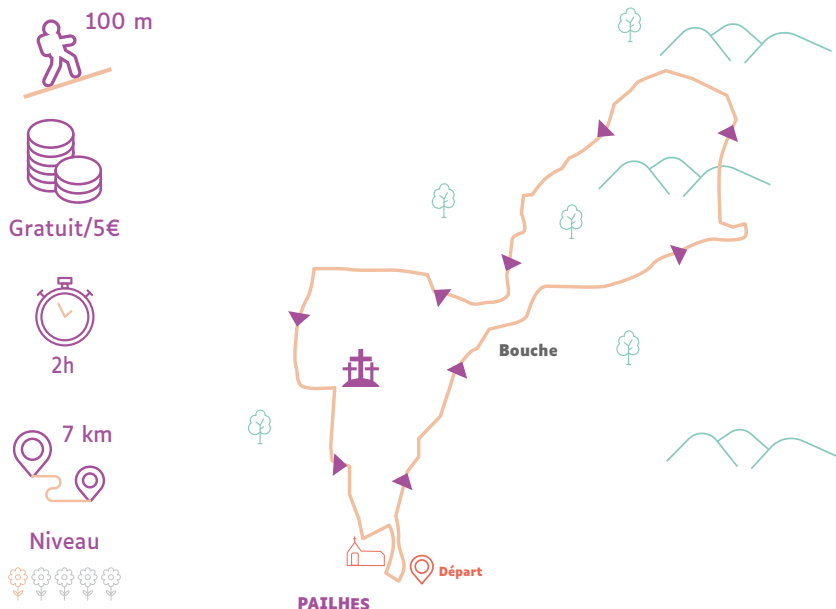 100 m
Gratuit/5€
2h
7 km
Niveau
Bouche
Départ
PAILHES